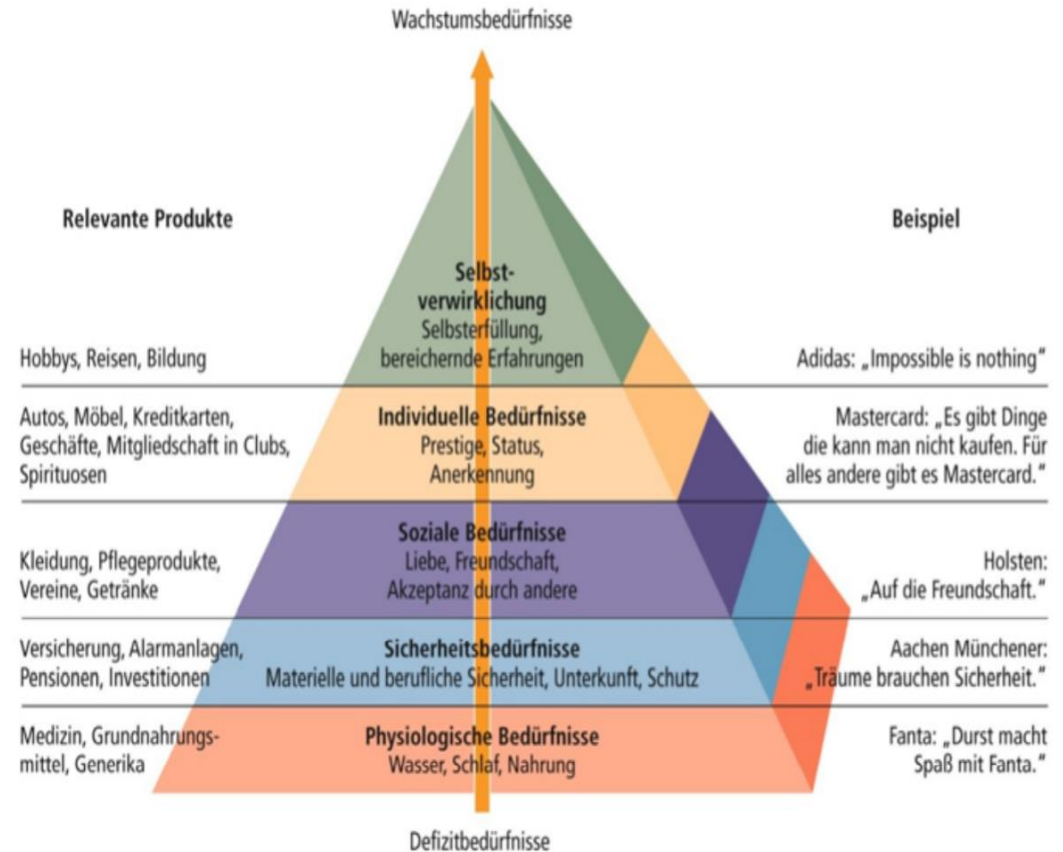 Wachstumsbedürfnisse
Relevante Produkte
Beispiel
Selbst-
verwirklichung
Selbsterfüllung,
bereichernde Erfahrungen
Hobbys, Reisen, Bildung
Adidas: „Impossible is nothing“
Autos, Möbel, Kreditkarten,
Geschäfte, Mitgliedschaft in Clubs,
Spirituosen
Individuelle Bedürfnisse
Prestige, Status,
Anerkennung
Mastercard: „Es gibt Dinge
die kann man nicht kaufen. Für
alles andere gibt es Mastercard.“
Kleidung, Pflegeprodukte,
Vereine, Getränke
Soziale Bedürfnisse
Liebe, Freundschaft,
Akzeptanz durch andere
Holsten:
„Auf die Freundschaft.“
Versicherung, Alarmanlagen,
Pensionen, Investitionen
Sicherheitsbedürfnisse
Materielle und berufliche Sicherheit, Unterkunft, Schutz
Aachen Münchener:
„Träume brauchen Sicherheit.“
Medizin, Grundnahrungs-
mittel, Generika
Physiologische Bedürfnisse
Wasser, Schlaf, Nahrung
Fanta: „Durst macht
Spaß mit Fanta.“
Defizitbedürfnisse